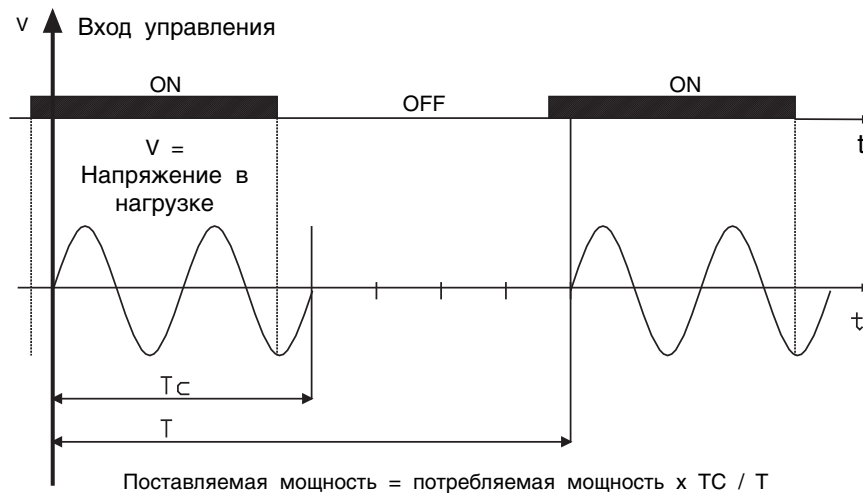 V
Вход управления
ON
OFF
ON
t
V =
Напряжение в
нагрузке
t
Tc
T
Поставляемая мощность = потребляемая мощность x TC / T